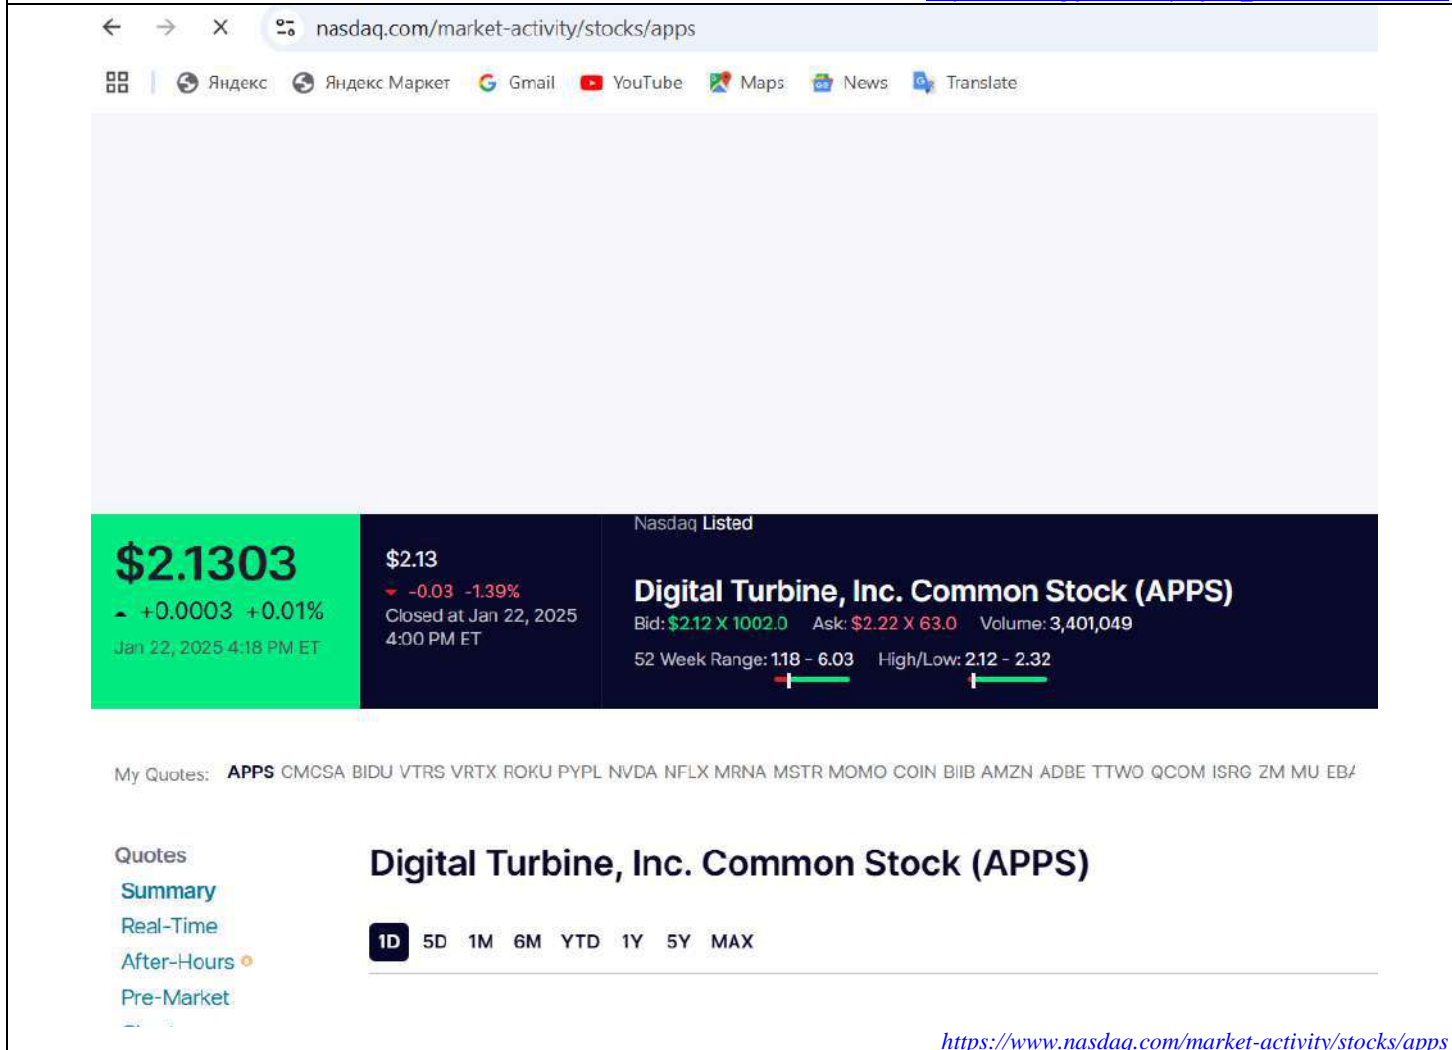 nasdaq.com/market-activity/stocks/apps
Яндекс Яндекс Маркет Gmail YouTube Maps News Translate
Nasdaq Listed
$2.1303
+0.0003 +0.01%
Jan 22, 2025 4:18 PM ET
$2.13
-0.03 -1.39%
Closed at Jan 22, 2025
4:00 PM ET
Digital Turbine, Inc. Common Stock (APPS)
Bid: $2.12 X 1002.0 Ask: $2.22 X 63.0 Volume: 3,401,049
52 Week Range: 1.18 - 6.03 High/Low: 2.12 - 2.32
My Quotes: APPS CMCSA BIDU VTRS VRTX ROKU PYPL NVDA NFLX MRNA MSTR MOMO COIN BIIB AMZN ADBE TTWO QCOM ISRG ZM MU
Quotes
Summary
Real-Time
After-Hours
Pre-Market
Digital Turbine, Inc. Common Stock (APPS)
1D 5D 1M 6M YTD 1Y 5Y MAX
https://www.nasdaq.com/market-activity/stocks/apps